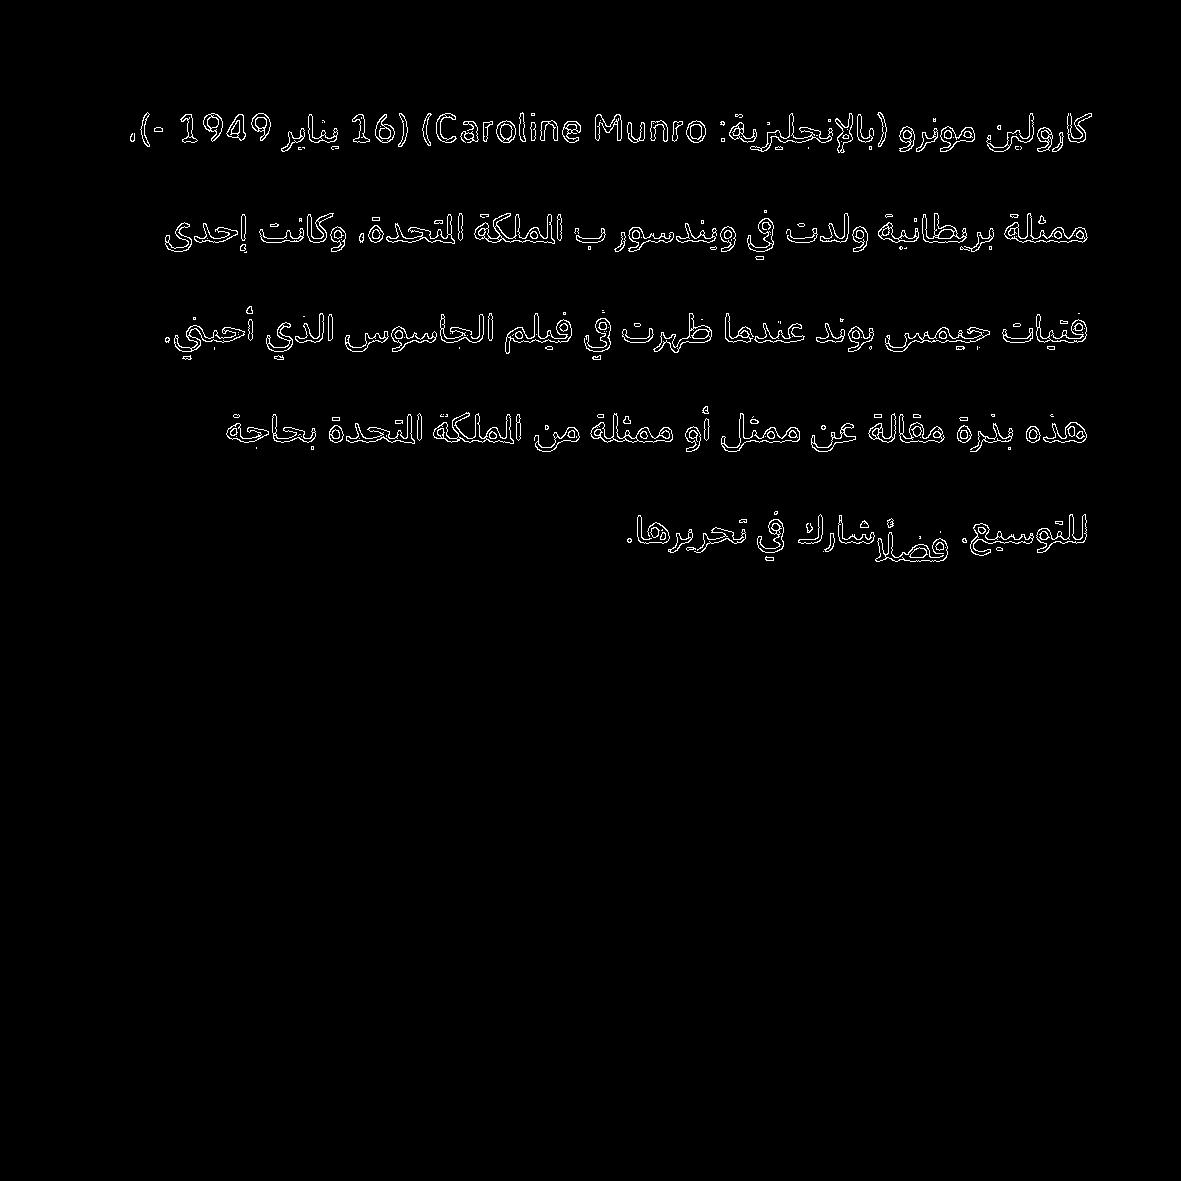 كارولين مونرو (بالإنجليزية: Caroline Munro) (16 يناير 1949 -)،
ممثلة بريطانية ولدت في ويندسور ب المملكة المتحدة، وكانت إحدى
فتيات جيمس بوند عندما ظهرت في فيلم الجاسوس الذي أحبني.
هذه بذرة مقالة عن ممثل أو ممثلة من المملكة المتحدة بحاجة
للتوسيع. فضلًا شارك في تحريرها.